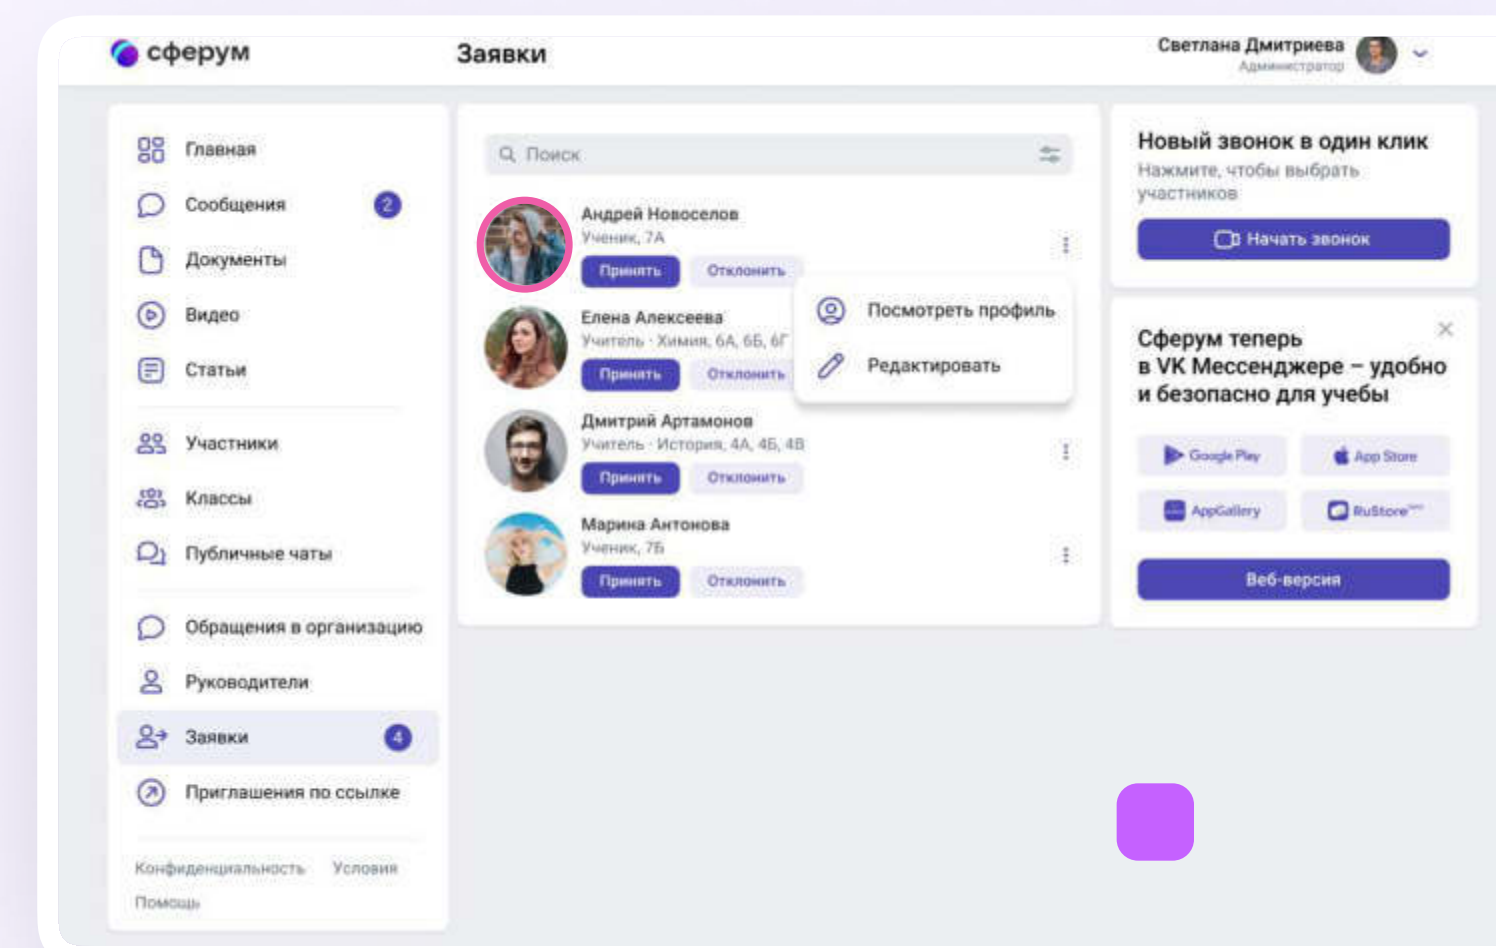 сферум
Заявки
Светлана Дмитриева
Администратор
Главная
Сообщения 2
Документы
Видео
Статьи
Участники
Классы
Публичные чаты
Обращения в организацию
Руководители
Заявки 4
Приглашения по ссылке
Конфиденциальность Условия
Помощь
Поиск
Андрей Новоселов
Ученик, 7А
Принять Отклонить
Елена Алексеева
Учитель · Химия, 6А, 6Б, 6Г
Принять Отклонить
Посмотреть профиль
Редактировать
Дмитрий Артамонов
Учитель · История, 4А, 4Б, 4В
Принять Отклонить
Марина Антонова
Ученик, 7Б
Принять Отклонить
Новый звонок в один клик
Нажмите, чтобы выбрать
участников
Начать звонок
Сферум теперь
в VK Мессенджере – удобно
и безопасно для учебы
Google Play App Store
AppGallery RuStore
Веб-версия